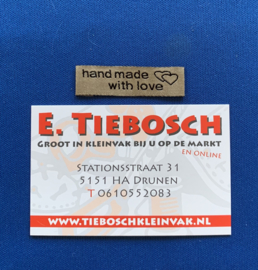 hand made
with love
E. TIEBOSCH
GROOT IN KLEINVAK BIJ U OP DE MARKT
EN ONLINE
STATIONSSTRAAT 31
5151 HA DRUNEN
T 0610552083
WWW.TIEBOSCHKLEINVAK.NL